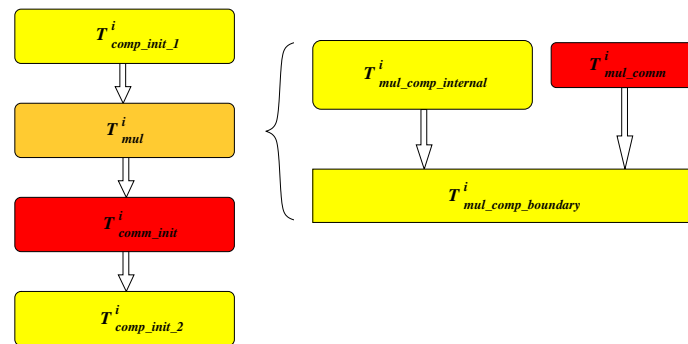 T^i_comp_init_1
T^i_mul
T^i_comm_init
T^i_comp_init_2
T^i_mul_comp_internal
T^i_mul_comm
T^i_mul_comp_boundary